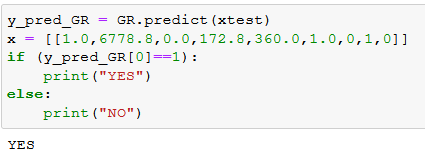 y_pred_GR = GR.predict(xtest)
x = [[1.0,6778.8,0.0,172.8,360.0,1.0,0,1,0]]
if (y_pred_GR[0]==1):
    print("YES")
else:
    print("NO")
YES